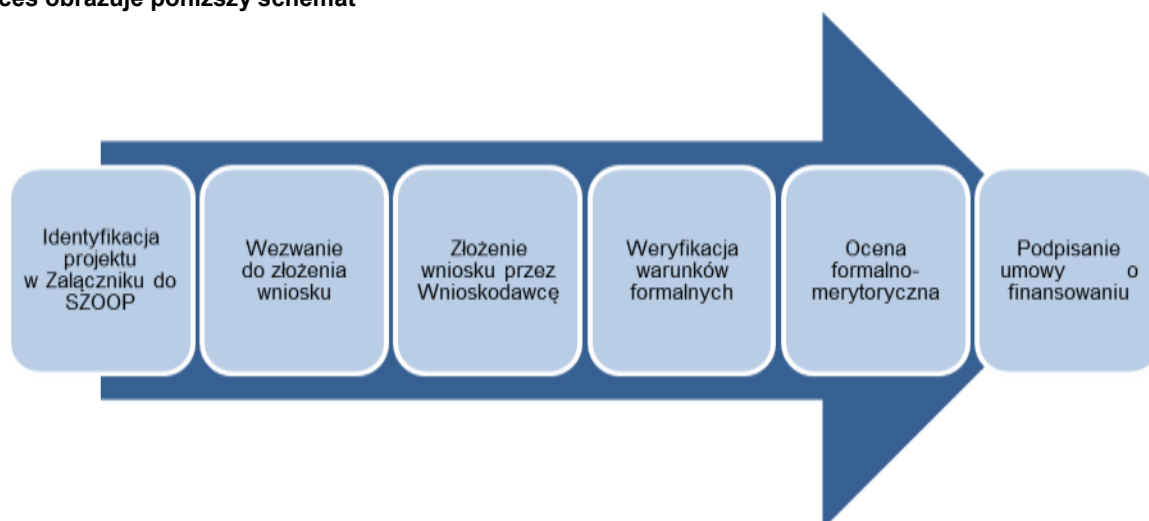 ces obrazuje poniższy schemat
Identyfikacja
projektu
w Załączniku do
SZOOP
Wezwanie
do złożenia
wniosku
Złożenie
wniosku przez
Wnioskodawcę
Weryfikacja
warunków
formalnych
Ocena
formalno-
merytoryczna
Podpisanie
umowy o
finansowaniu